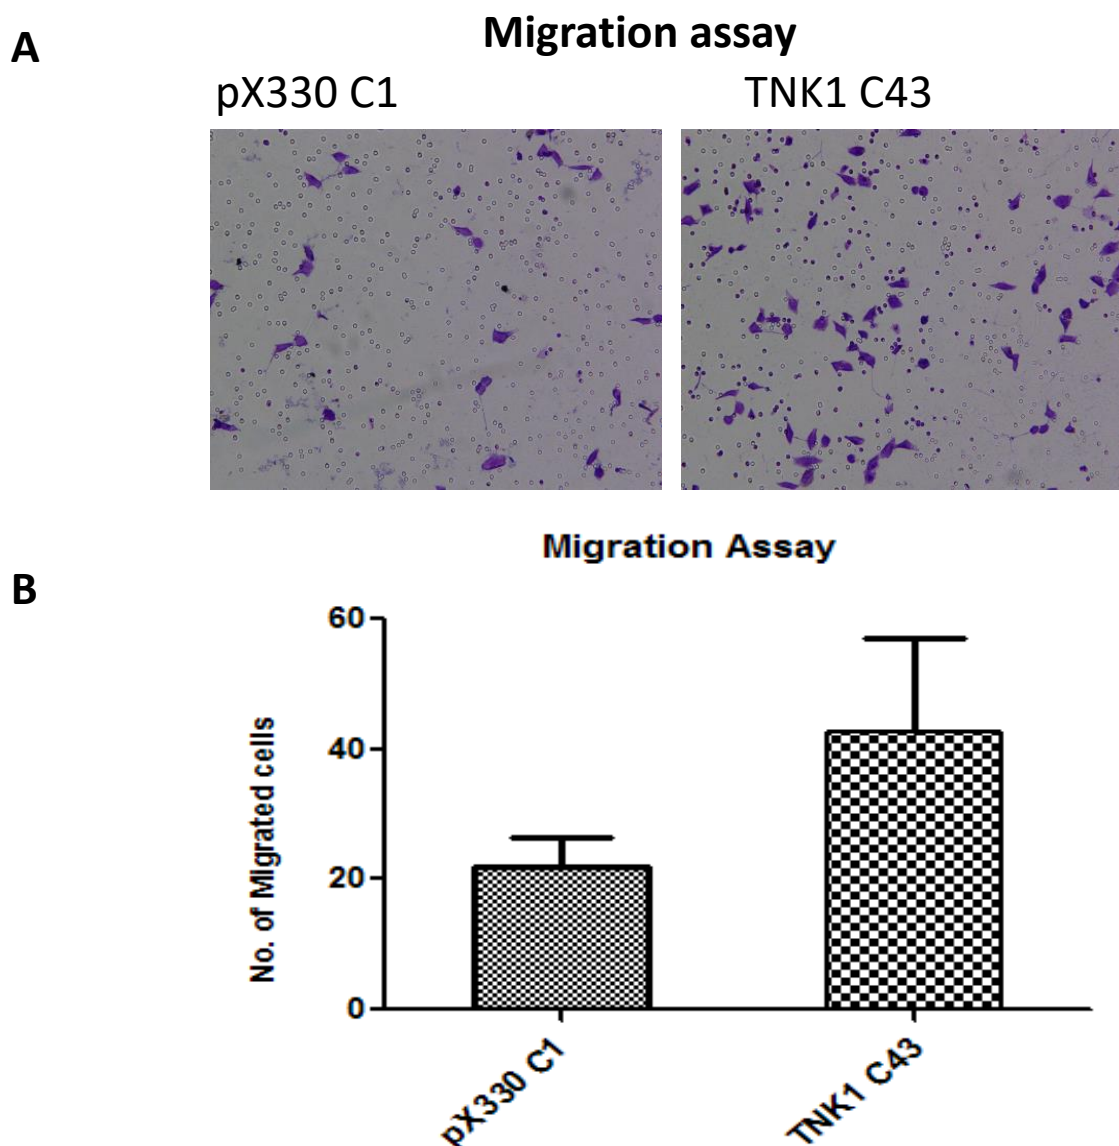 A
Migration assay
pX330 C1
TNK1 C43
Migration Assay
B
No. of Migrated cells
60
40
20
0
pX330 C1
TNK1 C43